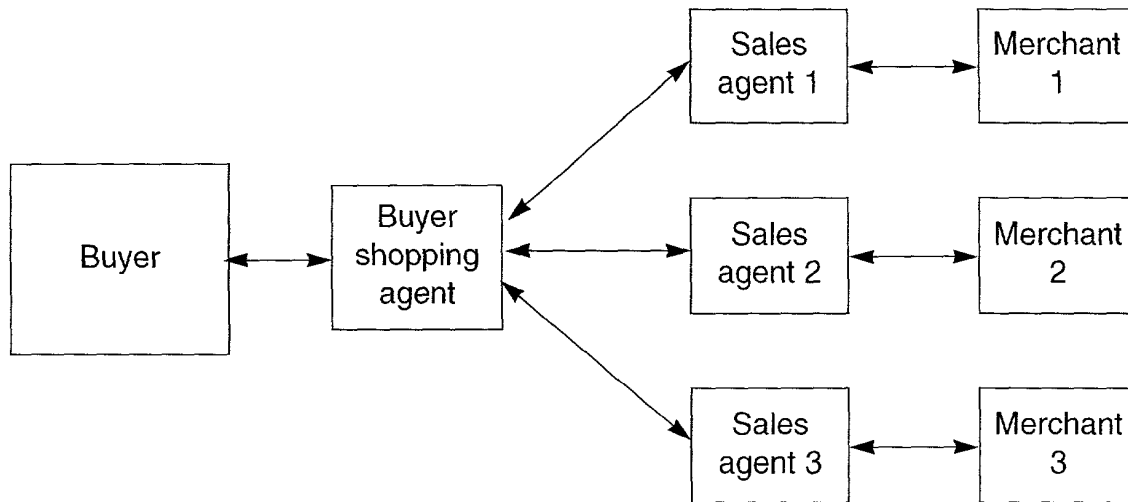 Buyer
Buyer
shopping
agent
Sales
agent 1
Merchant
1
Sales
agent 2
Merchant
2
Sales
agent 3
Merchant
3